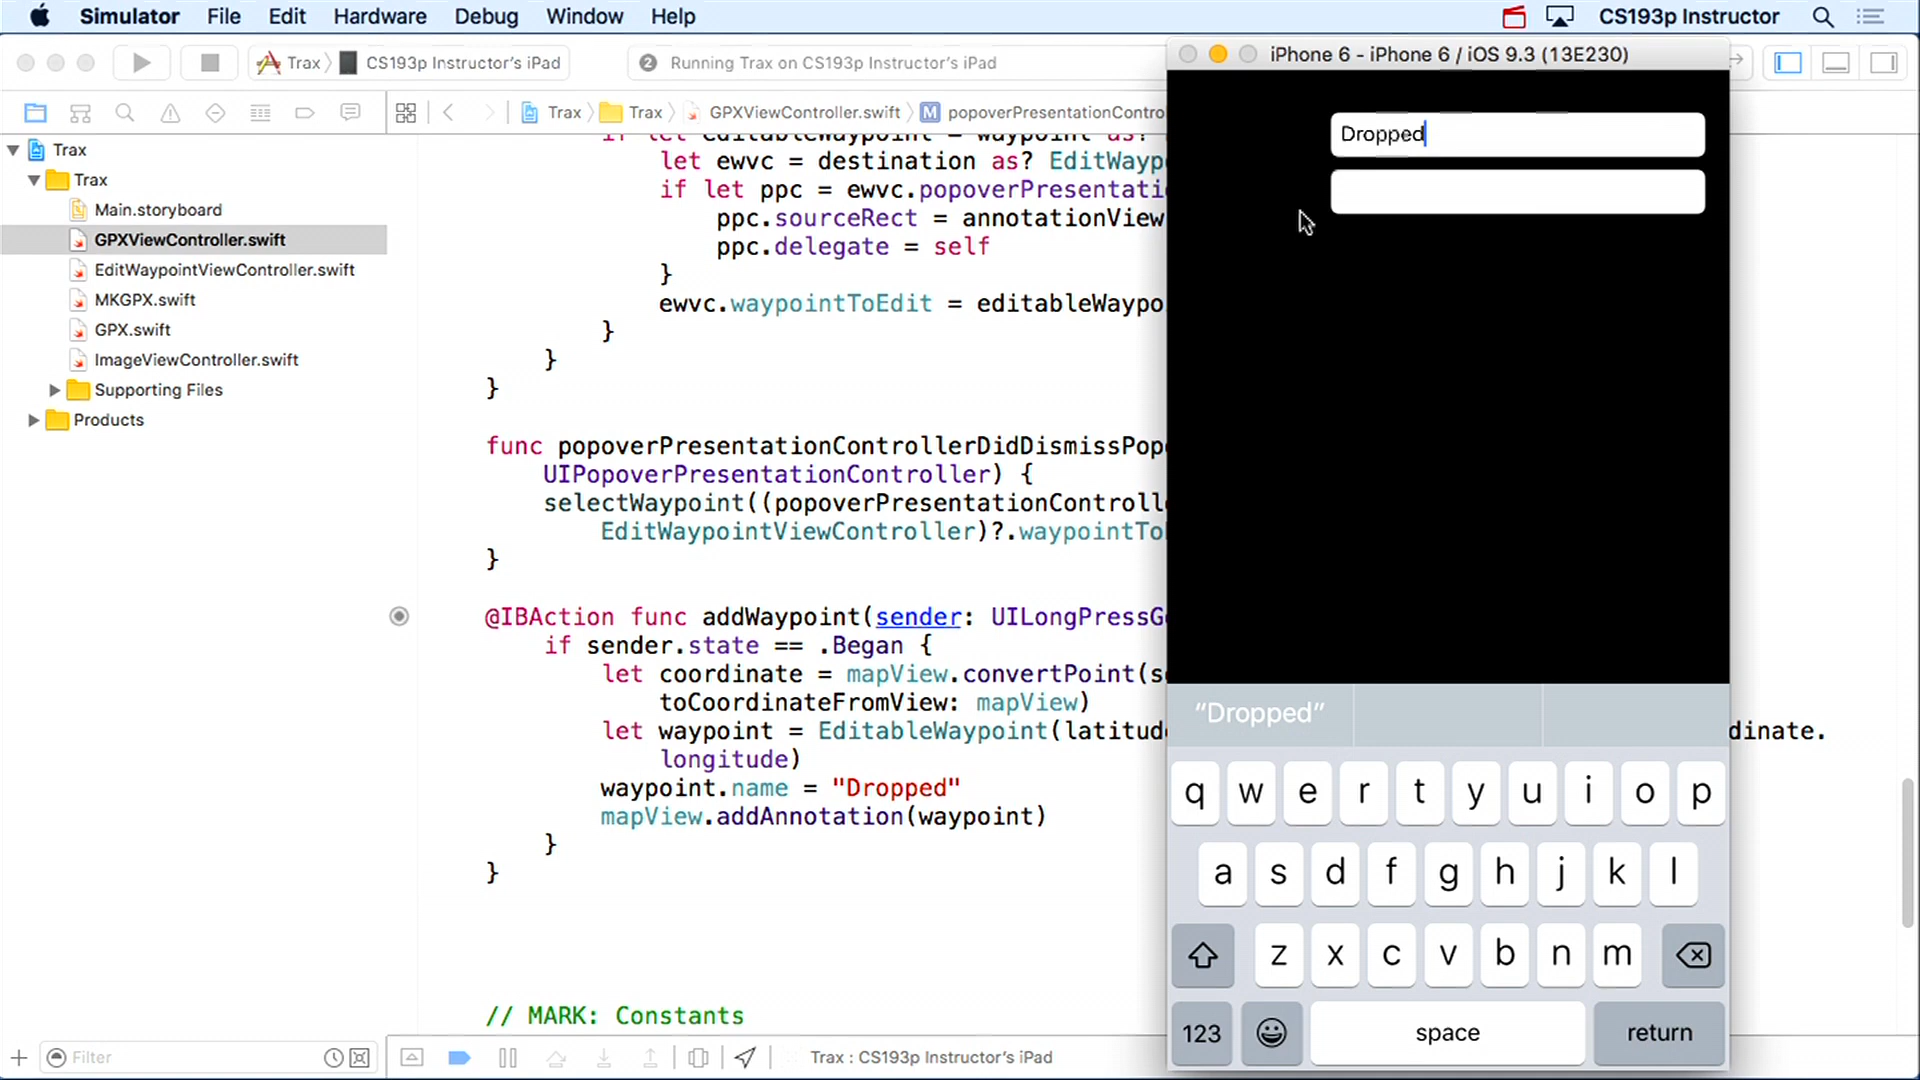 Simulator File Edit Hardware Debug Window Help CS193p Instructor
Trax CS193p Instructor's iPad 2 Running Trax on CS193p Instructor's iPad
iPhone 6 - iPhone 6 / iOS 9.3 (13E230)
Trax Trax GPXViewController.swift M popoverPresentationContro
Trax
Trax
Main.storyboard
GPXViewController.swift
EditWaypointViewController.swift
MKGPX.swift
GPX.swift
ImageViewController.swift
Supporting Files
Products
if let editableWaypoint = waypoint as?
let ewvc = destination as? EditWayp
if let ppc = ewvc.popoverPresentati
ppc.sourceRect = annotationView
ppc.delegate = self
}
ewvc.waypointToEdit = editableWaypo
}
}
}
func popoverPresentationControllerDidDismissPop
UIPopoverPresentationController) {
selectWaypoint((popoverPresentationControll
EditWaypointViewController)?.waypointTo
}
@IBAction func addWaypoint(sender: UILongPressG
if sender.state == .Began {
let coordinate = mapView.convertPoint(s
toCoordinateFromView: mapView)
let waypoint = EditableWaypoint(latitud
dinate.
longitude)
waypoint.name = "Dropped"
mapView.addAnnotation(waypoint)
}
}
// MARK: Constants
Filter
Trax : CS193p Instructor's iPad
Dropped
“Dropped”
q w e r t y u i o p
a s d f g h j k l
z x c v b n m
123 space return